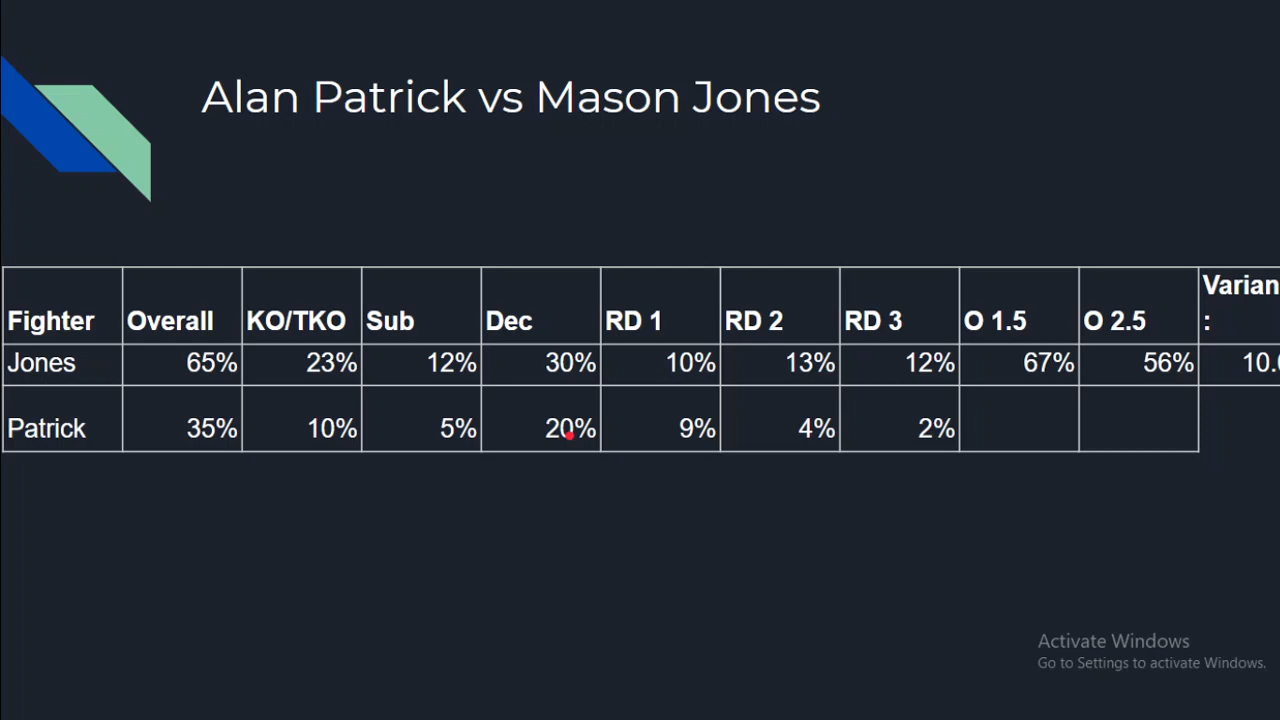 Alan Patrick vs Mason Jones
Varian
Fighter Overall KO/TKO Sub Dec RD 1 RD 2 RD 3 O 1.5 O 2.5 :
Jones 65% 23% 12% 30% 10% 13% 12% 67% 56% 10.
Patrick 35% 10% 5% 20% 9% 4% 2%
Activate Windows
Go to Settings to activate Windows.